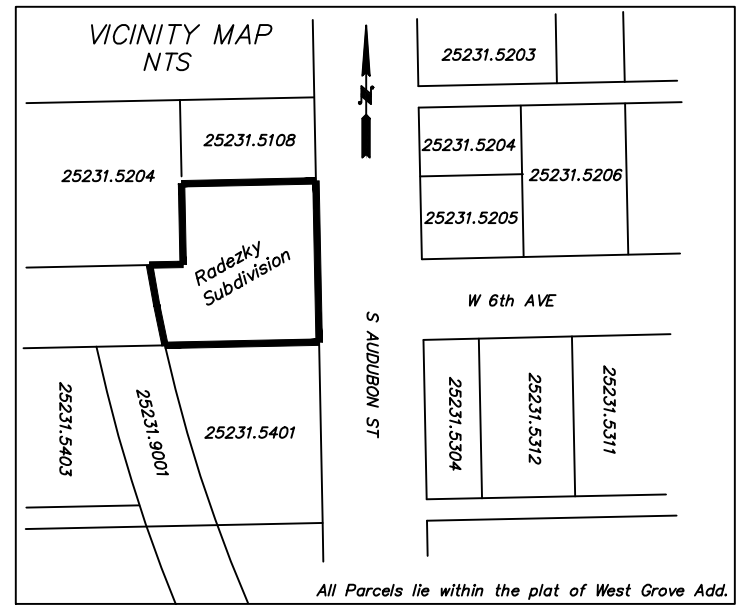 VICINITY MAP
NTS
N
25231.5203
25231.5108
25231.5204
25231.5204
25231.5206
25231.5205
Radezky
Subdivision
W 6th AVE
S AUDUBON ST
25231.5403
25231.9001
25231.5401
25231.5304
25231.5312
25231.5311
All Parcels lie within the plat of West Grove Add.